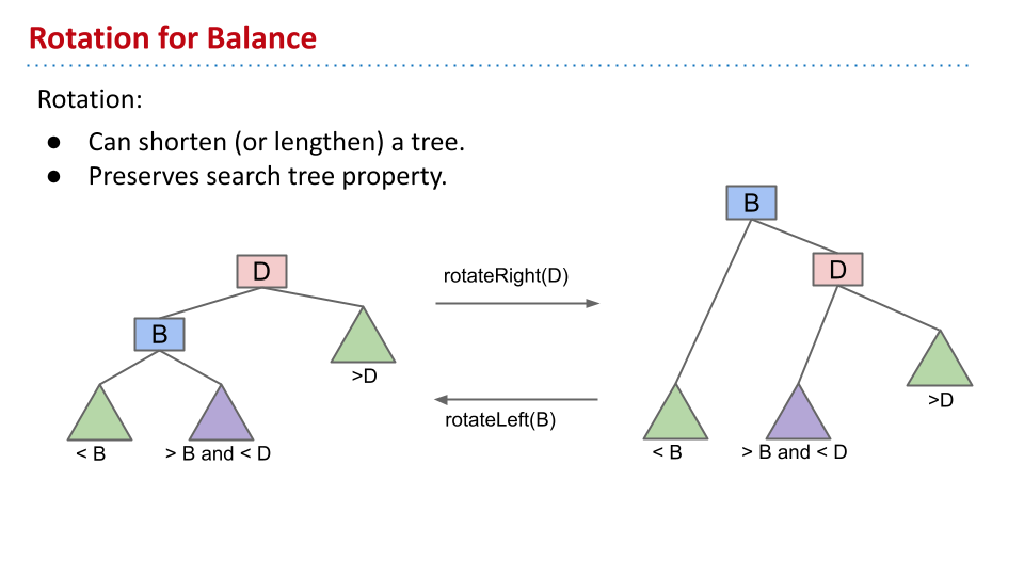 Rotation for Balance
Rotation:
● Can shorten (or lengthen) a tree.
● Preserves search tree property.
D
B
>D
< B
> B and < D
rotateRight(D)
rotateLeft(B)
B
D
>D
< B
> B and < D